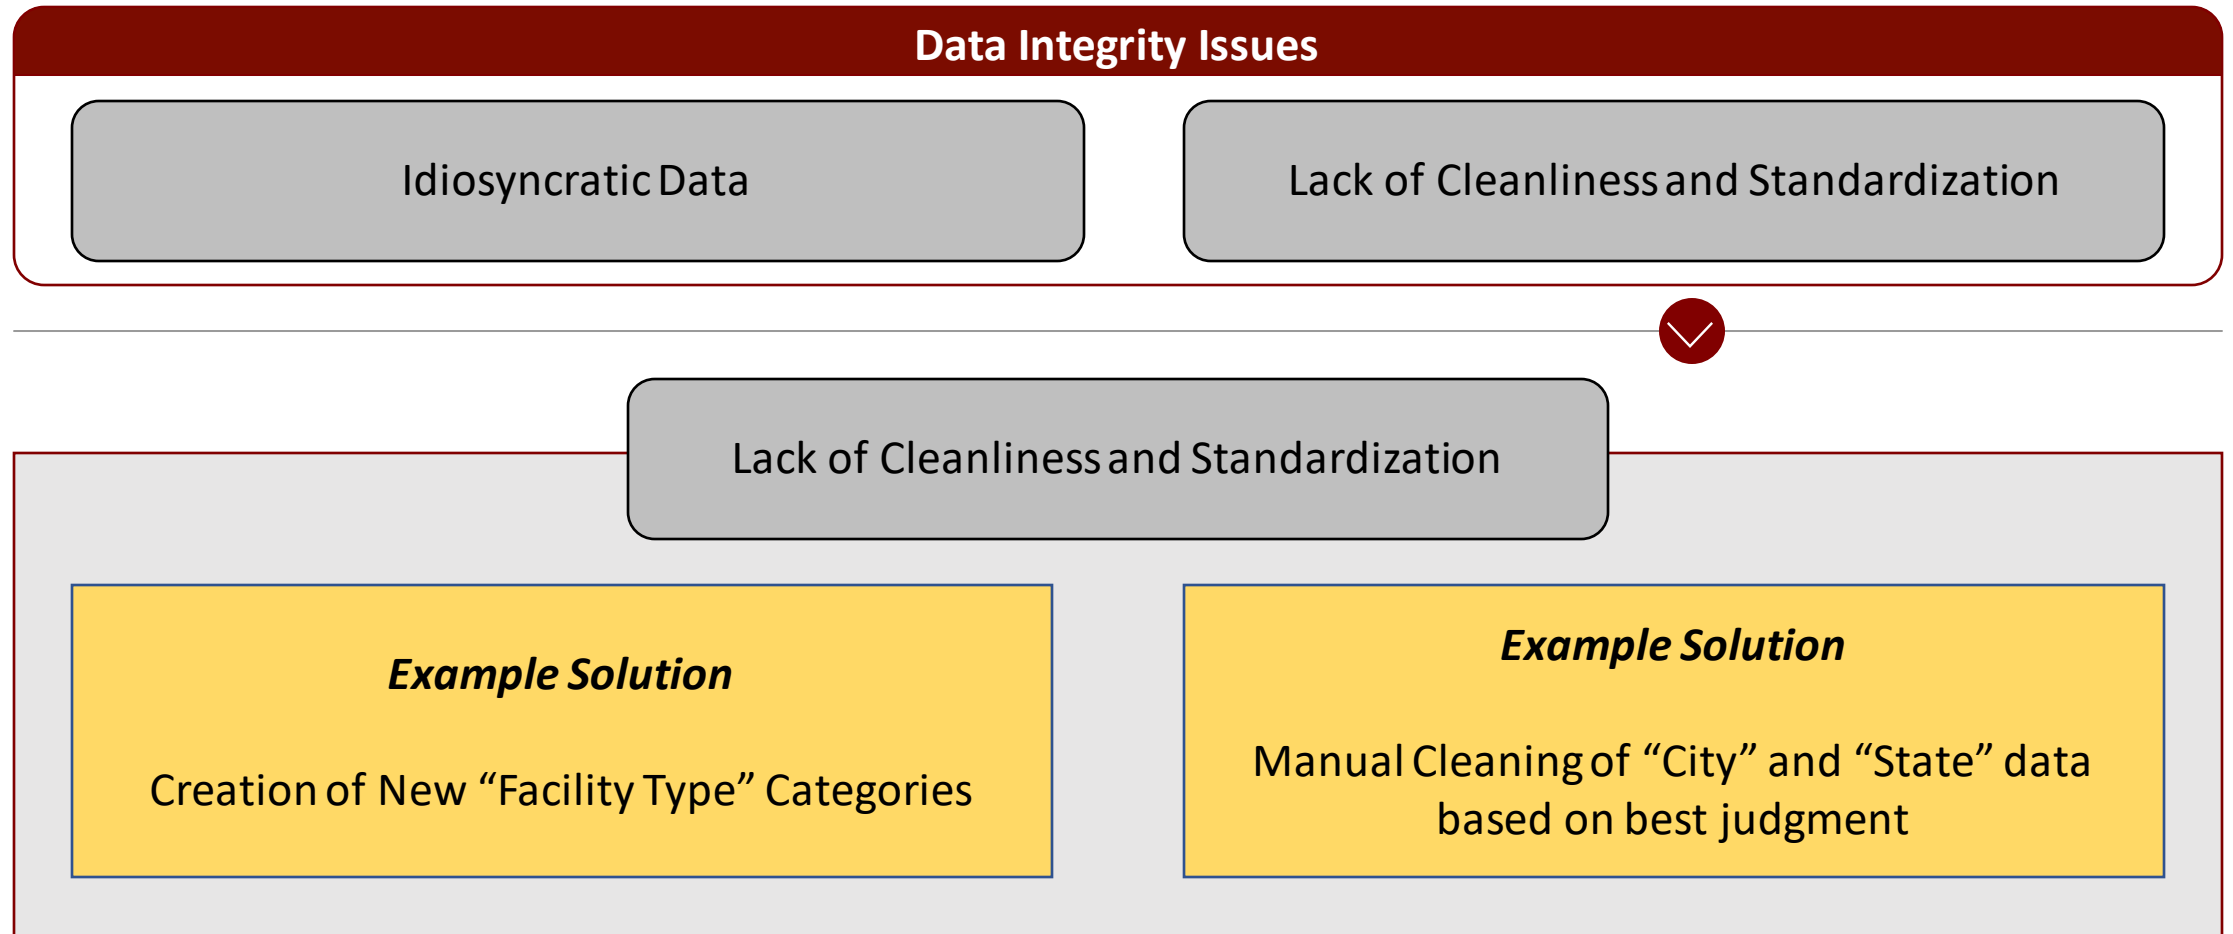 Data Integrity Issues
Idiosyncratic Data
Lack of Cleanliness and Standardization
Lack of Cleanliness and Standardization
Example Solution
Creation of New “Facility Type” Categories
Example Solution
Manual Cleaning of “City” and “State” data
based on best judgment